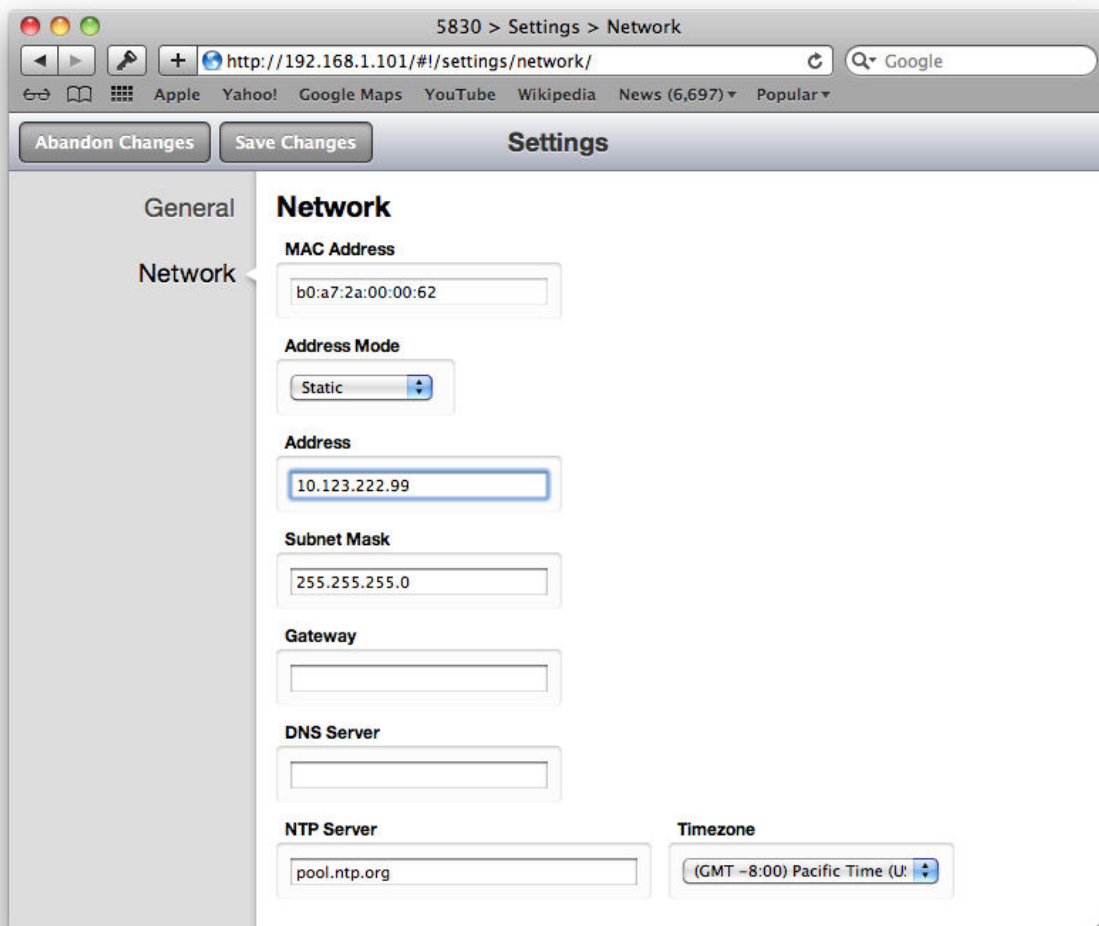 5830 > Settings > Network
http://192.168.1.101/#!/settings/network/
Google
Apple Yahoo! Google Maps YouTube Wikipedia News (6,697) Popular
Abandon Changes Save Changes Settings
General
Network
Network
MAC Address
b0:a7:2a:00:00:62
Address Mode
Static
Address
10.123.222.99
Subnet Mask
255.255.255.0
Gateway
DNS Server
NTP Server Timezone
pool.ntp.org (GMT -8:00) Pacific Time (U